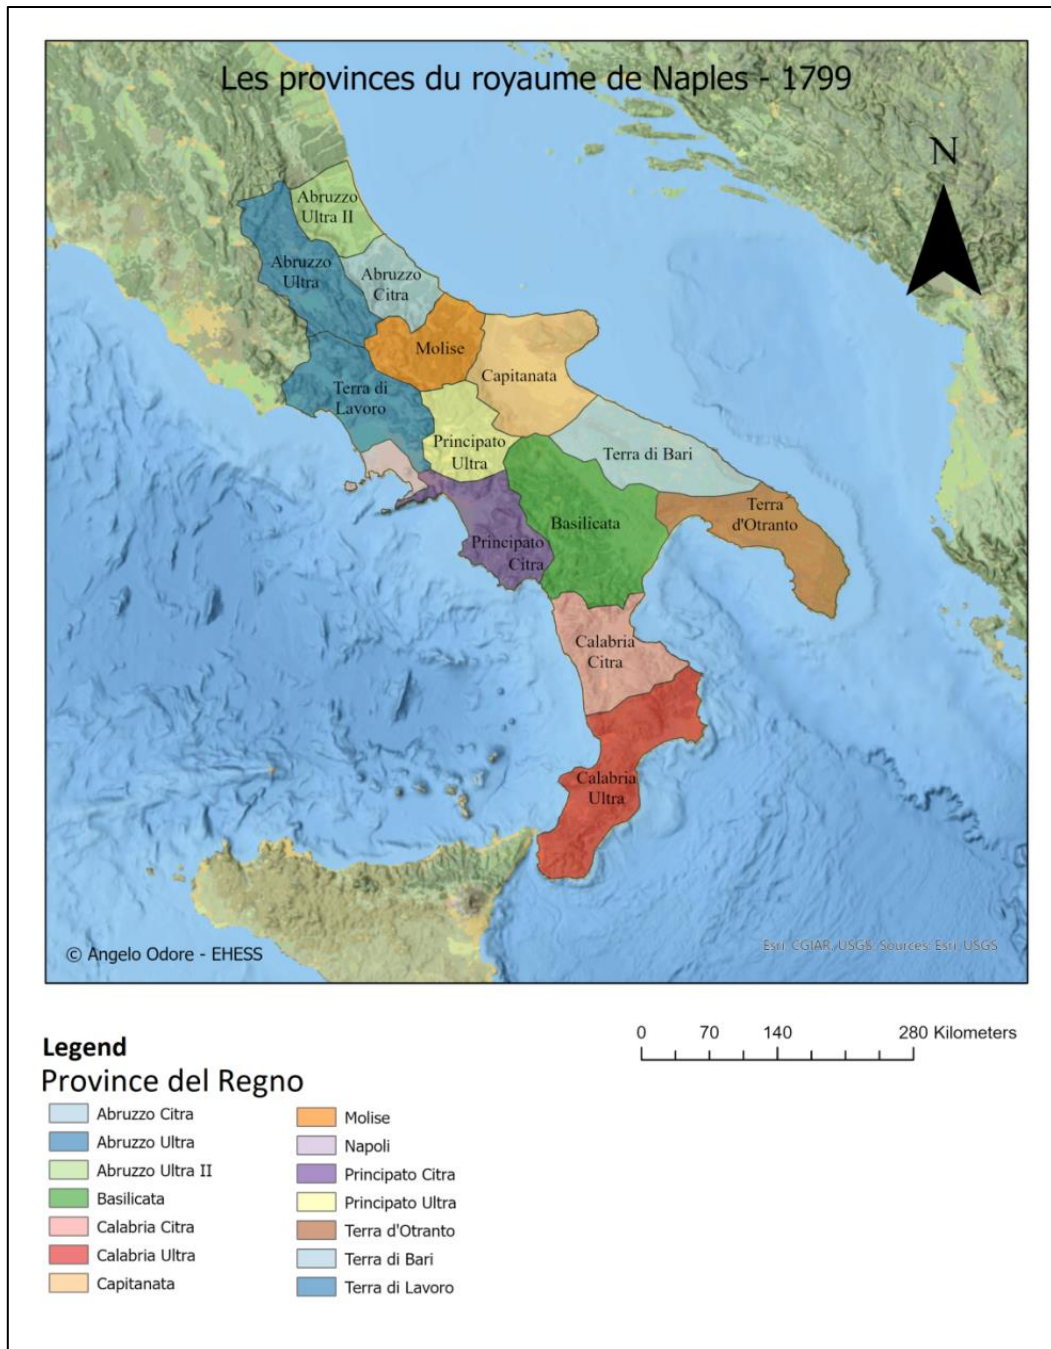 Les provinces du royaume de Naples - 1799
N
Abruzzo
Ultra II
Abruzzo
Ultra
Abruzzo
Citra
Molise
Capitanata
Terra di
Lavoro
Principato
Ultra
Terra di Bari
Terra
d'Otranto
Basilicata
Principato
Citra
Calabria
Citra
Calabria
Ultra
© Angelo Odore - EHESS
Esri, CGIAR, USGS, Sources: Esri, USGS
0 70 140 280 Kilometers
Legend
Province del Regno
Abruzzo Citra
Abruzzo Ultra
Abruzzo Ultra II
Basilicata
Calabria Citra
Calabria Ultra
Capitanata
Molise
Napoli
Principato Citra
Principato Ultra
Terra d'Otranto
Terra di Bari
Terra di Lavoro